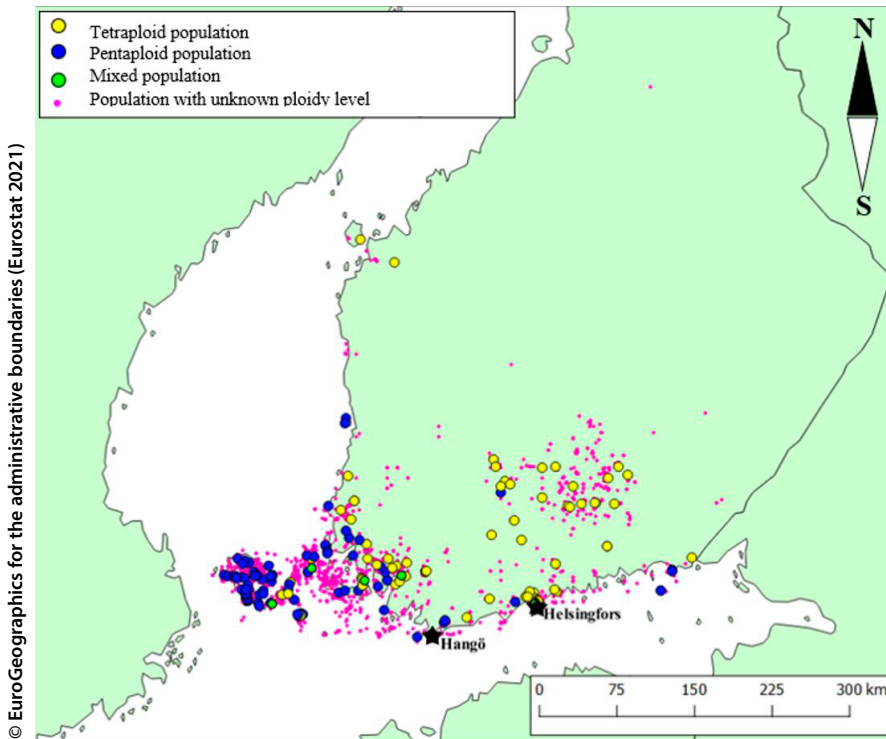 Tetraploid population
Pentaploid population
Mixed population
Population with unknown ploidy level
N
S
© EuroGeographics for the administrative boundaries (Eurostat 2021)
Helsingfors
Hangö
0 75 150 225 300 km